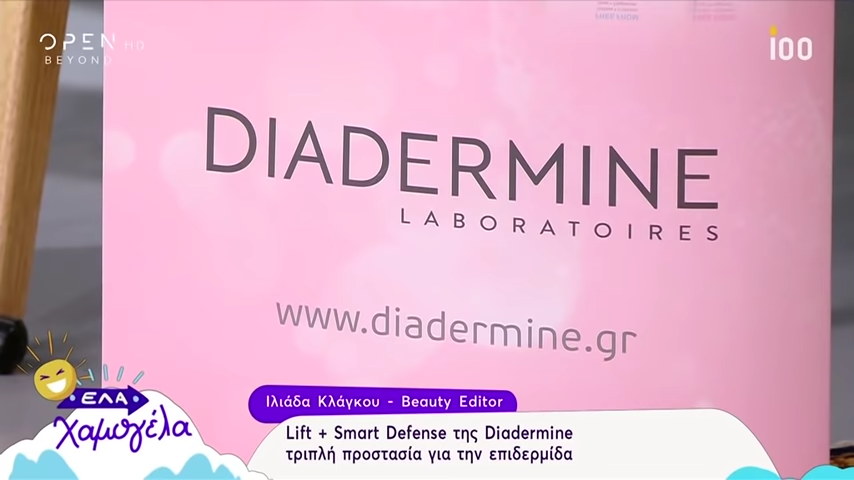 OPEN HD
BEYOND
100
DIADERMINE
LABORATOIRES
www.diadermine.gr
ΕΛΑ
χαμογέλα
Ιλιάδα Κλάγκου - Beauty Editor
Lift + Smart Defense της Diadermine
τριπλή προστασία για την επιδερμίδα